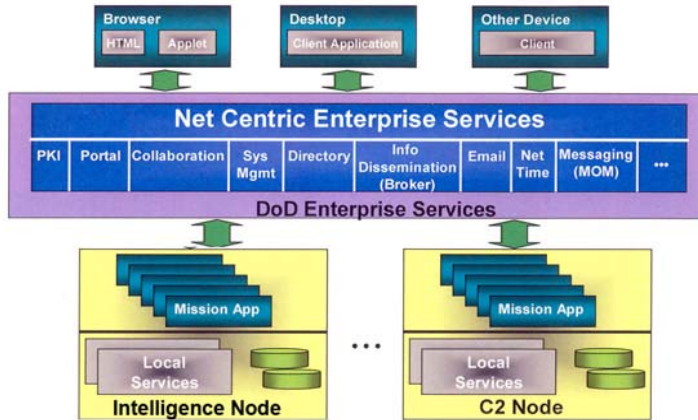 Browser
HTML
Applet
Desktop
Client Application
Other Device
Client
Net Centric Enterprise Services
PKI
Portal
Collaboration
Sys
Mgmt
Directory
Info
Dissemination
(Broker)
Email
Net
Time
Messaging
(MOM)
...
DoD Enterprise Services
Mission App
Local
Services
Intelligence Node
...
Mission App
Local
Services
C2 Node